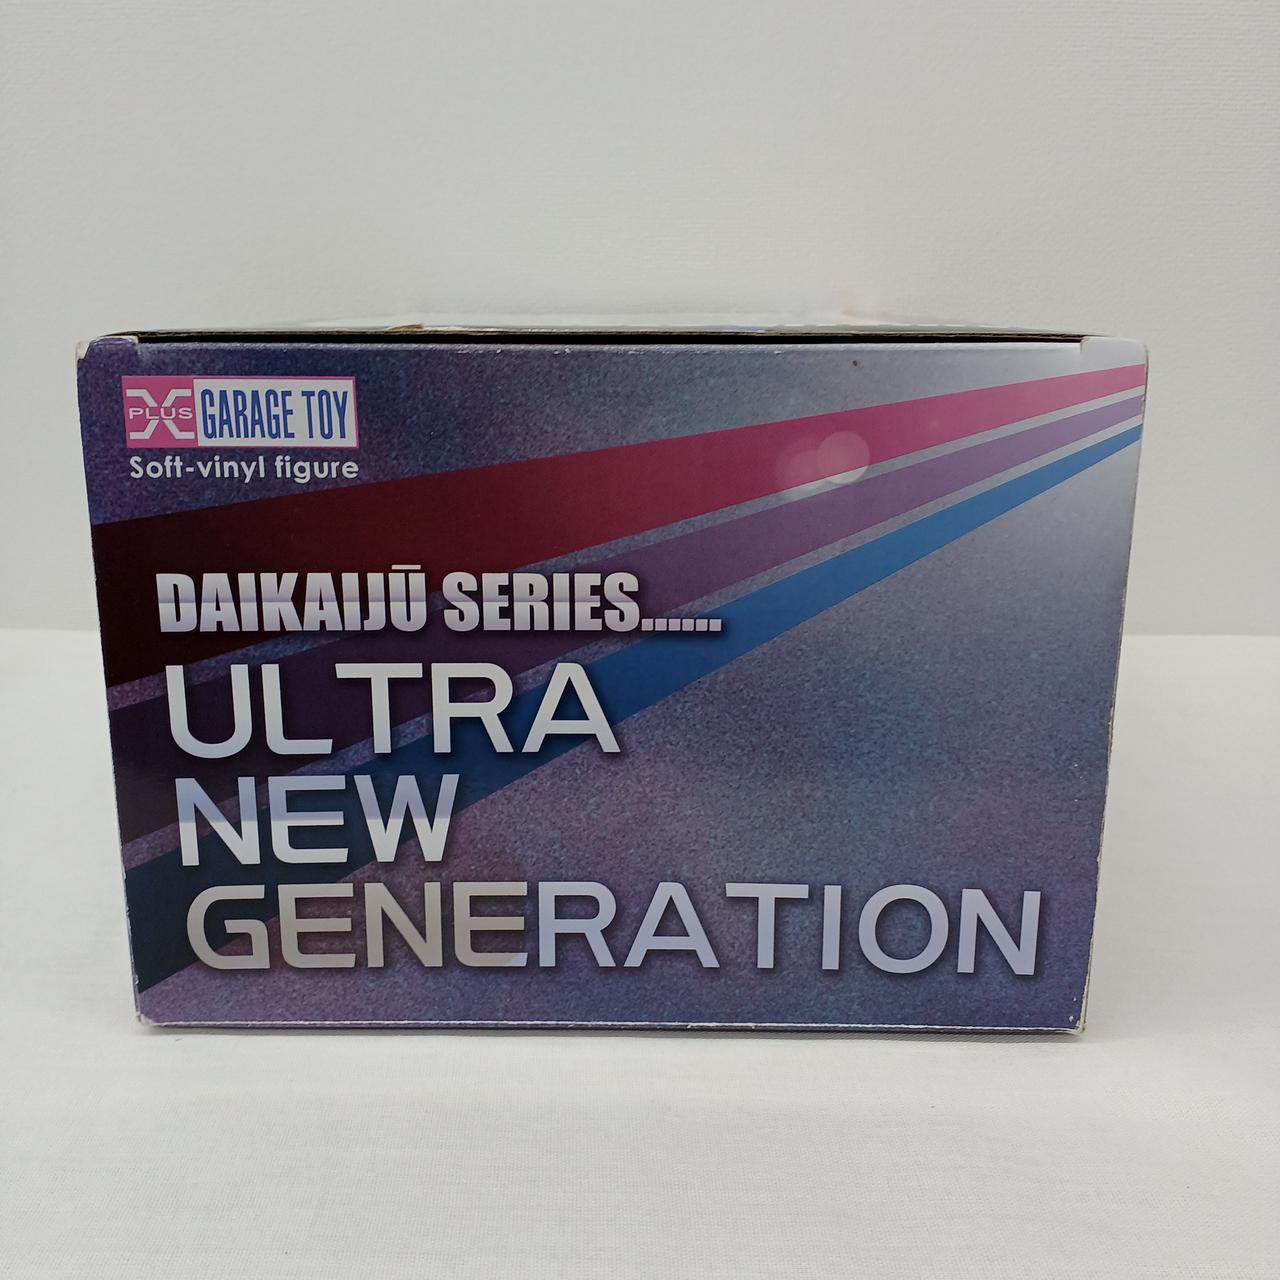 X PLUS GARAGE TOY
Soft-vinyl figure
DAIKAIJŪ SERIES......
ULTRA
NEW
GENERATION